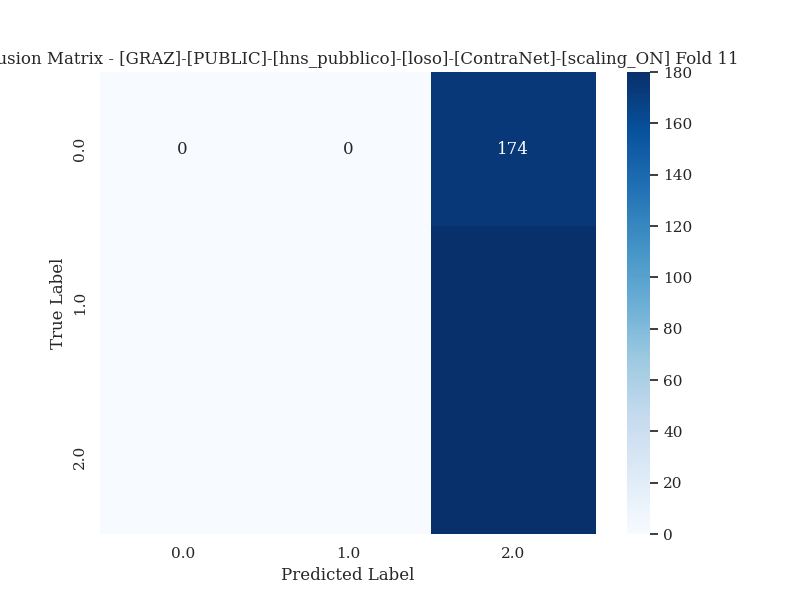 usion Matrix - [GRAZ]-[PUBLIC]-[hns_pubblico]-[loso]-[ContraNet]-[scaling_ON] Fold 11
180
160
140
120
100
80
60
40
20
0
True Label
0.0
1.0
2.0
0 0 174
0.0 1.0 2.0
Predicted Label